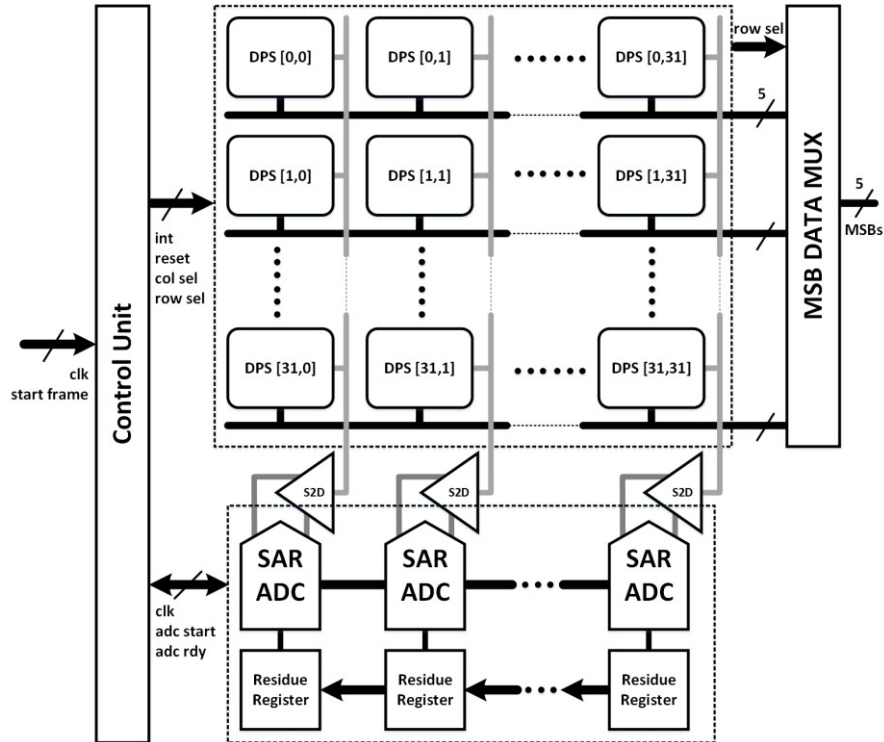 row sel
DPS [0,0]
DPS [0,1]
DPS [0,31]
5
DPS [1,0]
DPS [1,1]
DPS [1,31]
5
MSBs
int
reset
col sel
row sel
MSB DATA MUX
clk
start frame
Control Unit
DPS [31,0]
DPS [31,1]
DPS [31,31]
S2D
S2D
S2D
SAR
ADC
SAR
ADC
SAR
ADC
clk
adc start
adc rdy
Residue
Register
Residue
Register
Residue
Register